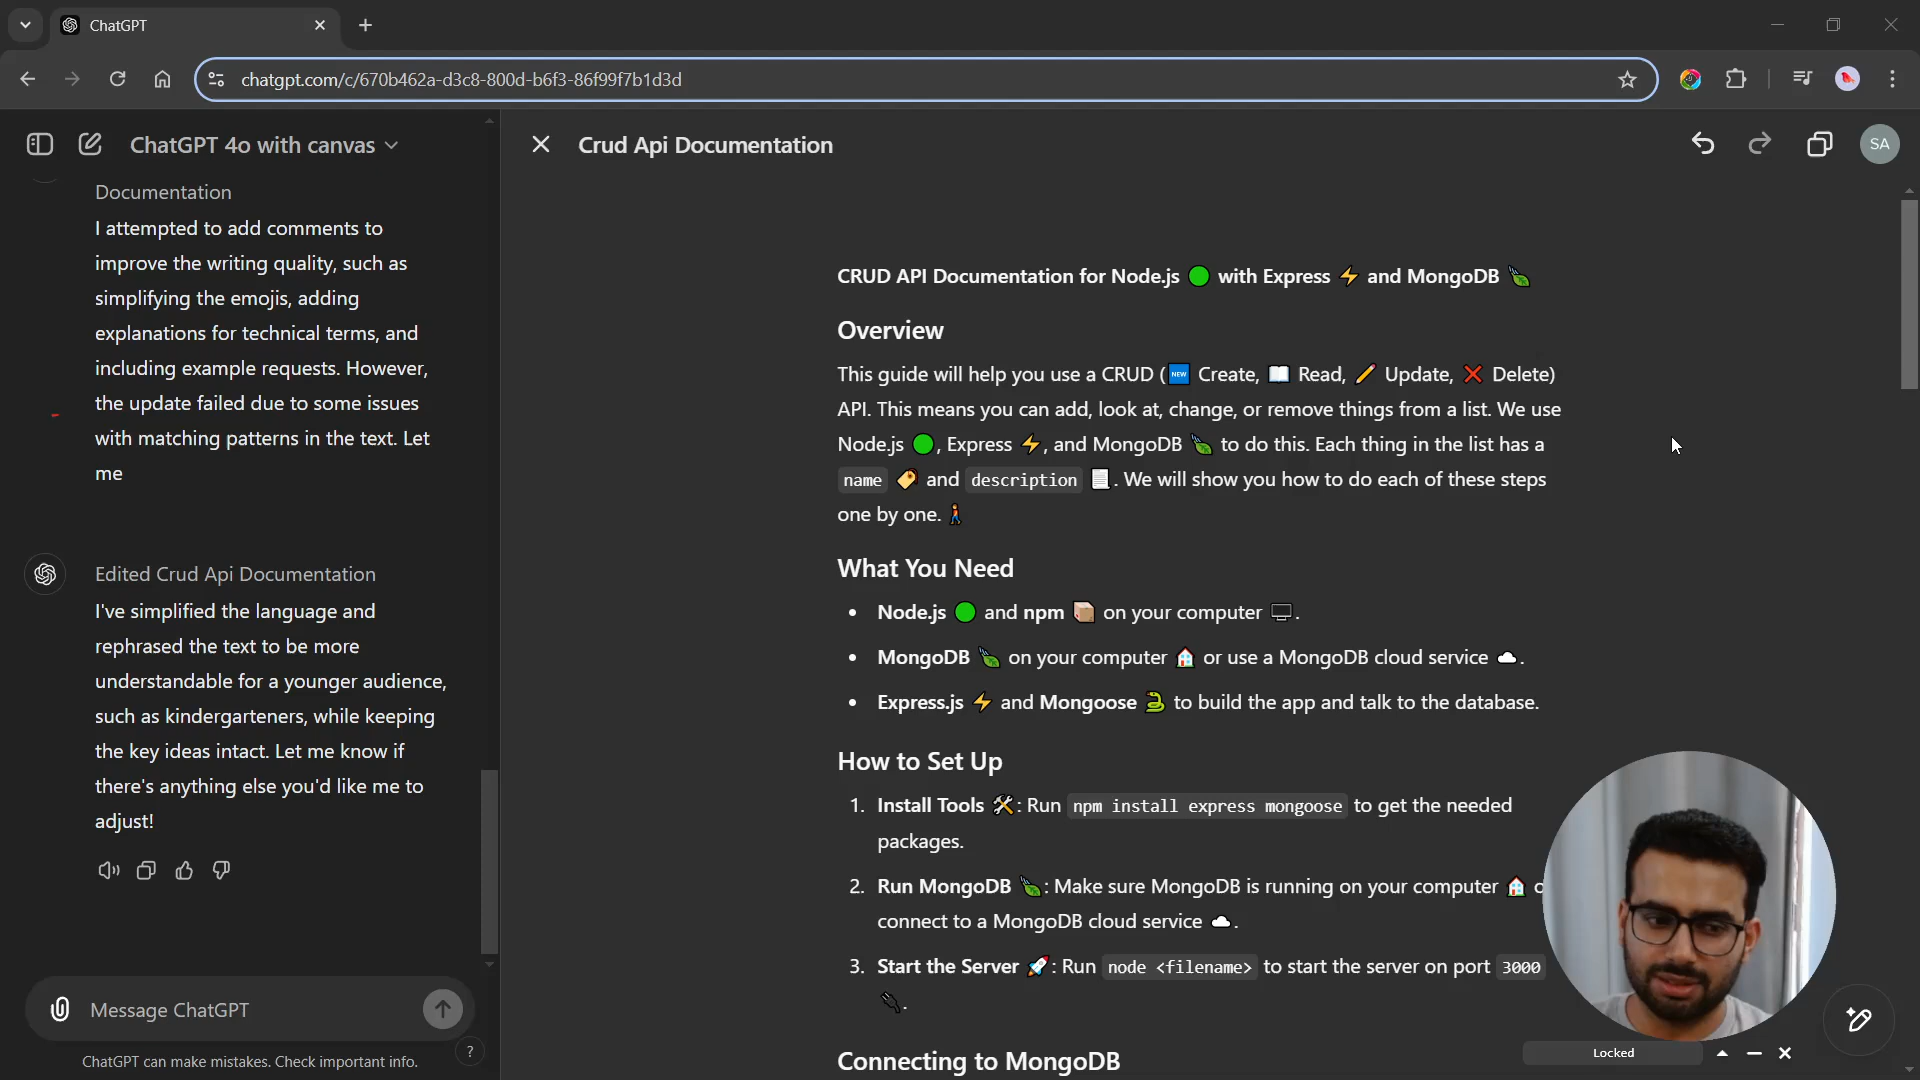 ChatGPT
chatgpt.com/c/670b462a-d3c8-800d-b6f3-86f99f7b1d3d
ChatGPT 4o with canvas
Documentation
I attempted to add comments to
improve the writing quality, such as
simplifying the emojis, adding
explanations for technical terms, and
including example requests. However,
the update failed due to some issues
with matching patterns in the text. Let
me
Edited Crud Api Documentation
I've simplified the language and
rephrased the text to be more
understandable for a younger audience,
such as kindergarteners, while keeping
the key ideas intact. Let me know if
there's anything else you'd like me to
adjust!
Message ChatGPT
ChatGPT can make mistakes. Check important info.
?
Crud Api Documentation
SA
CRUD API Documentation for Node.js 🟢 with Express ⚡ and MongoDB 🍃
Overview
This guide will help you use a CRUD (🆕 Create, 📖 Read, ✏️ Update, ❌ Delete)
API. This means you can add, look at, change, or remove things from a list. We use
Node.js 🟢, Express ⚡, and MongoDB 🍃 to do this. Each thing in the list has a
name 🏷️ and description 📃. We will show you how to do each of these steps
one by one. 🚶
What You Need
• Node.js 🟢 and npm 📦 on your computer 🖥️.
• MongoDB 🍃 on your computer 🏠 or use a MongoDB cloud service ☁️.
• Express.js ⚡ and Mongoose 🐍 to build the app and talk to the database.
How to Set Up
1. Install Tools 🛠️: Run npm install express mongoose to get the needed
packages.
2. Run MongoDB 🍃: Make sure MongoDB is running on your computer 🏠
connect to a MongoDB cloud service ☁️.
3. Start the Server 🚀: Run node <filename> to start the server on port 3000
🔌.
Connecting to MongoDB
Locked